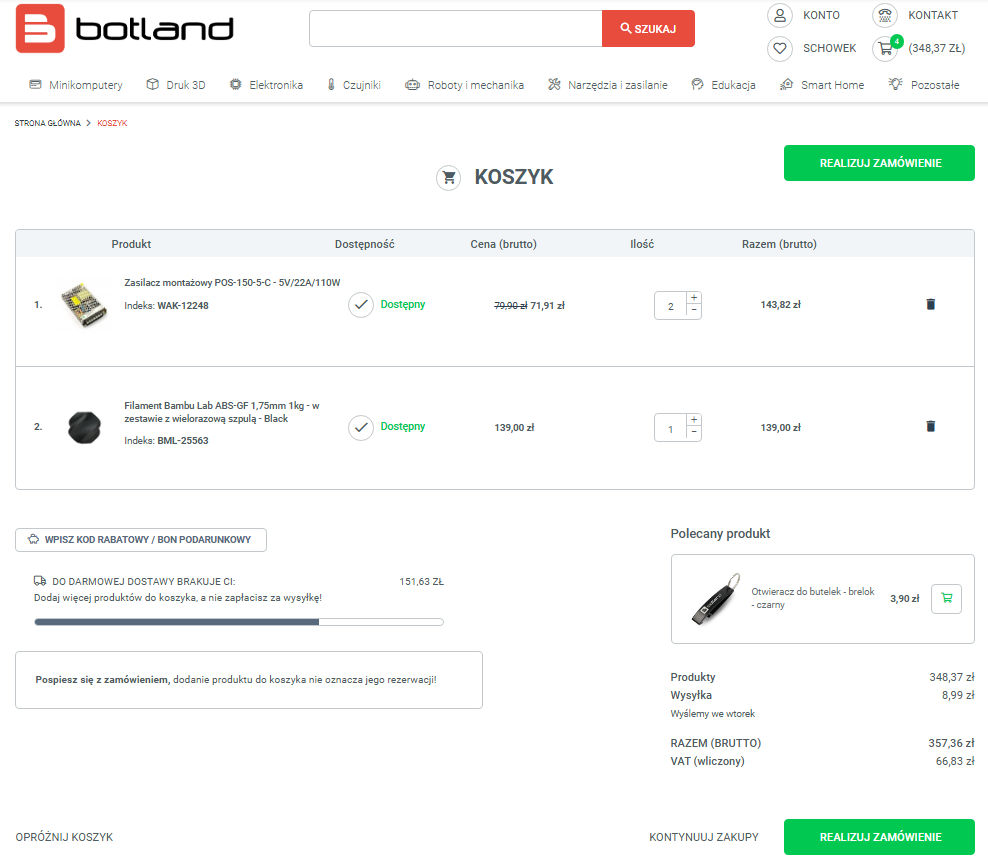 botland
SZUKAJ
KONTO
KONTAKT
SCHOWEK
4
(348,37 ZŁ)
Minikomputery
Druk 3D
Elektronika
Czujniki
Roboty i mechanika
Narzędzia i zasilanie
Edukacja
Smart Home
Pozostałe
STRONA GŁÓWNA > KOSZYK
KOSZYK
REALIZUJ ZAMÓWIENIE
Produkt
Dostępność
Cena (brutto)
Ilość
Razem (brutto)
1.
Zasilacz montażowy POS-150-5-C - 5V/22A/110W
Indeks: WAK-12248
Dostępny
79,90 zł 71,91 zł
2
+
-
143,82 zł
2.
Filament Bambu Lab ABS-GF 1,75mm 1kg - w
zestawie z wielorazową szpulą - Black
Indeks: BML-25563
Dostępny
139,00 zł
1
+
-
139,00 zł
WPISZ KOD RABATOWY / BON PODARUNKOWY
DO DARMOWEJ DOSTAWY BRAKUJE CI:
151,63 ZŁ
Dodaj więcej produktów do koszyka, a nie zapłacisz za wysyłkę!
Pospiesz się z zamówieniem, dodanie produktu do koszyka nie oznacza jego rezerwacji!
Polecany produkt
Otwieracz do butelek - brelok
- czarny
3,90 zł
Produkty
348,37 zł
Wysyłka
8,99 zł
Wyślemy we wtorek
RAZEM (BRUTTO)
357,36 zł
VAT (wliczony)
66,83 zł
OPRÓŻNIJ KOSZYK
KONTYNUUJ ZAKUPY
REALIZUJ ZAMÓWIENIE